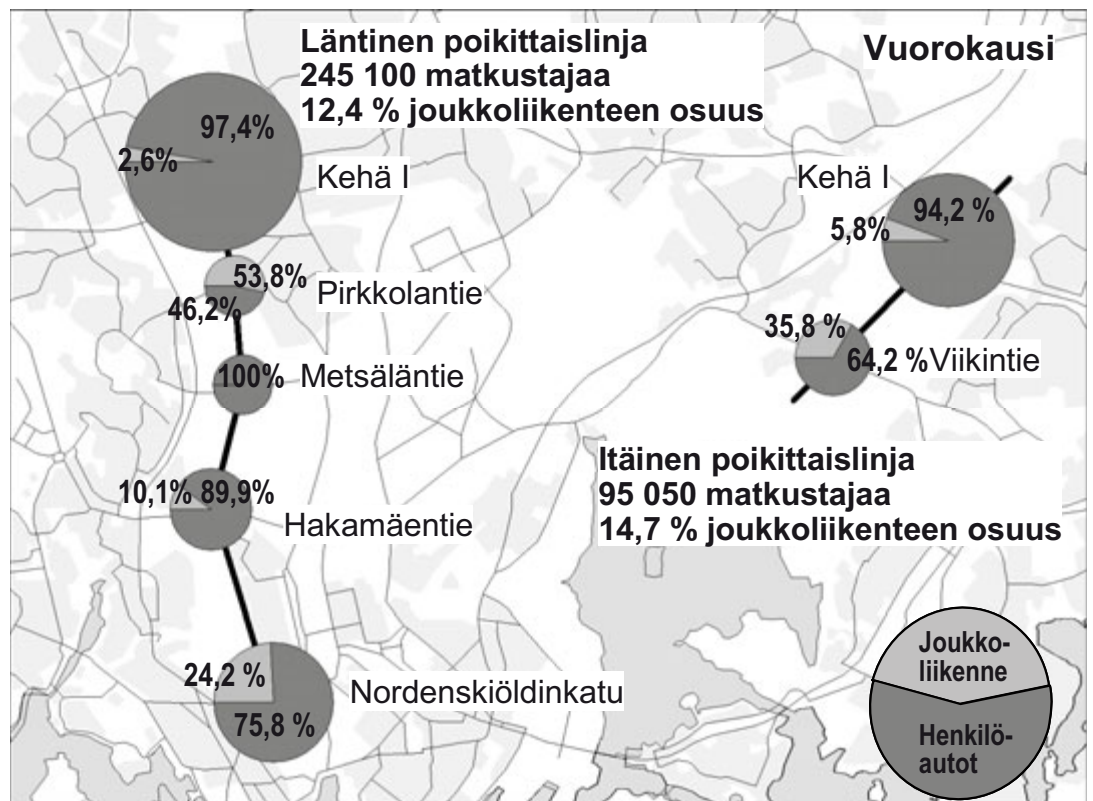 Läntinen poikittaislinja
245 100 matkustajaa
12,4 % joukkoliikenteen osuus
Vuorokausi
97,4%
2,6%
Kehä I
53,8%
46,2%
Pirkkolantie
100%
Metsäläntie
10,1%
89,9%
Hakamäentie
24,2 %
75,8 %
Nordenskiöldinkatu
Kehä I
94,2 %
5,8%
35,8 %
64,2 %
Viikintie
Itäinen poikittaislinja
95 050 matkustajaa
14,7 % joukkoliikenteen osuus
Joukko-
liikenne
Henkilö-
autot